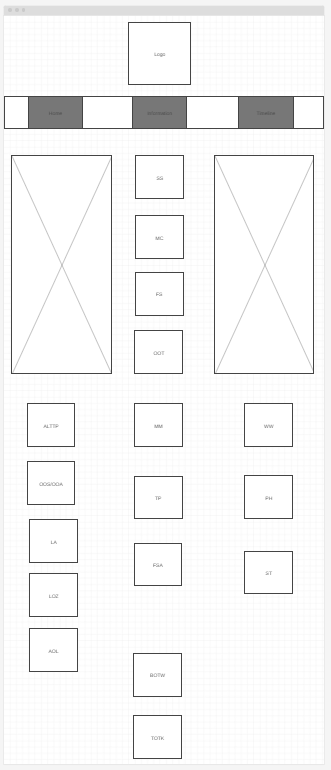 Logo
Home
Information
Timeline
SS
MC
FS
OOT
ALTTP
MM
WW
OOS/OOA
TP
PH
LA
FSA
ST
LOZ
AOL
BOTW
TOTK